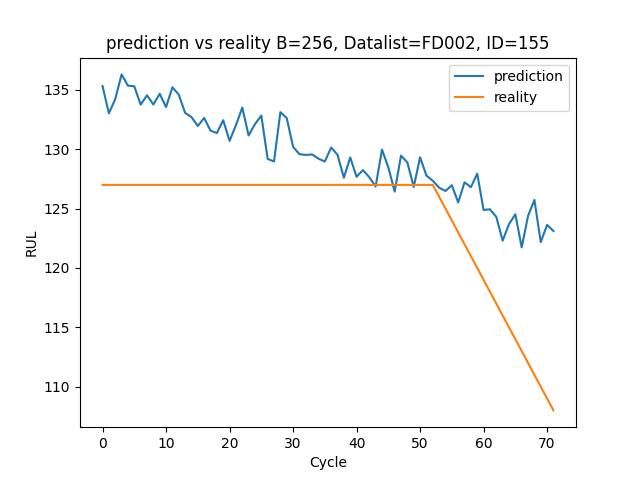 prediction vs reality B=256, Datalist=FD002, ID=155
prediction
reality
RUL
135
130
125
120
115
110
0 10 20 30 40 50 60 70
Cycle